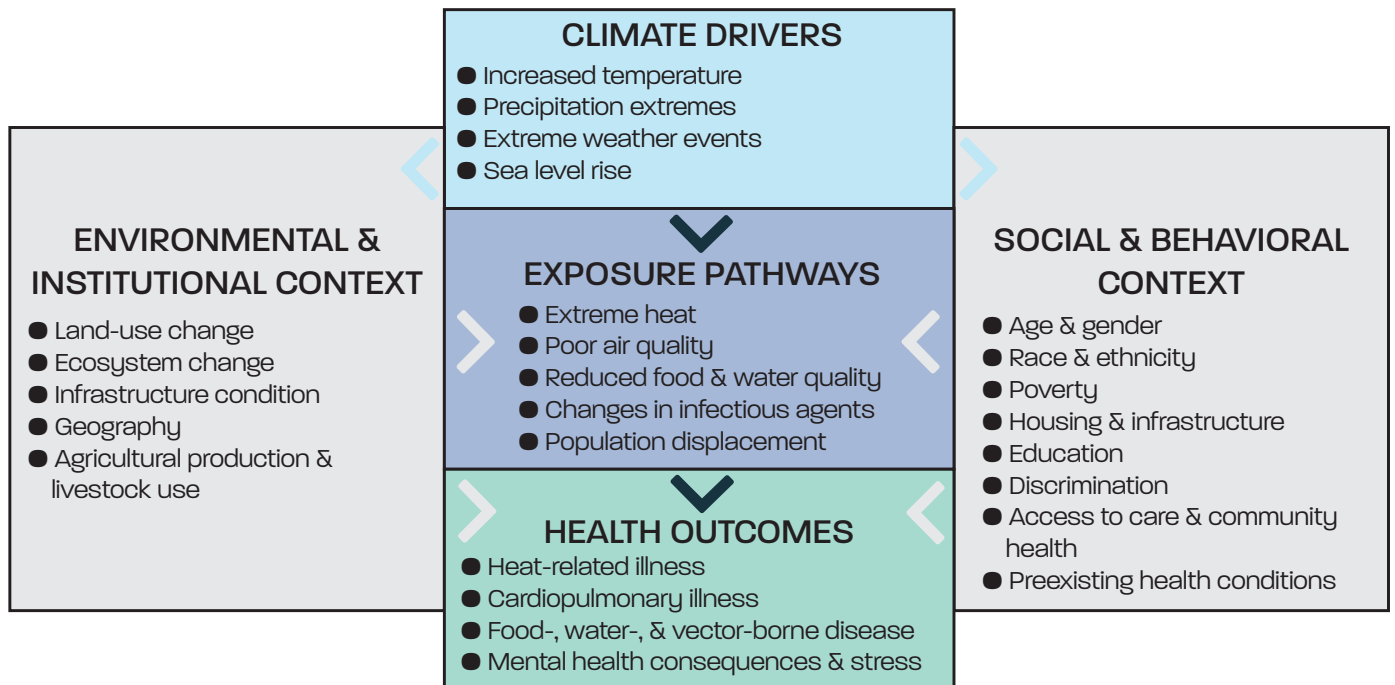 CLIMATE DRIVERS
● Increased temperature
● Precipitation extremes
● Extreme weather events
● Sea level rise
ENVIRONMENTAL &
INSTITUTIONAL CONTEXT
● Land-use change
● Ecosystem change
● Infrastructure condition
● Geography
● Agricultural production &
livestock use
EXPOSURE PATHWAYS
● Extreme heat
● Poor air quality
● Reduced food & water quality
● Changes in infectious agents
● Population displacement
SOCIAL & BEHAVIORAL
CONTEXT
● Age & gender
● Race & ethnicity
● Poverty
● Housing & infrastructure
● Education
● Discrimination
● Access to care & community
health
● Preexisting health conditions
HEALTH OUTCOMES
● Heat-related illness
● Cardiopulmonary illness
● Food-, water-, & vector-borne disease
● Mental health consequences & stress